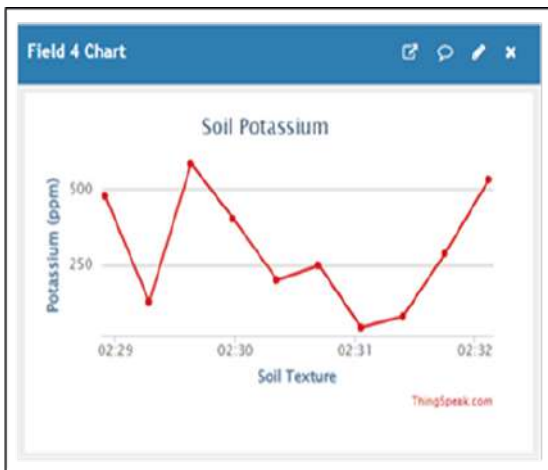 Field 4 Chart
Soil Potassium
Potassium (ppm)
500
250
02:29 02:30 02:31 02:32
Soil Texture
ThingSpeak.com